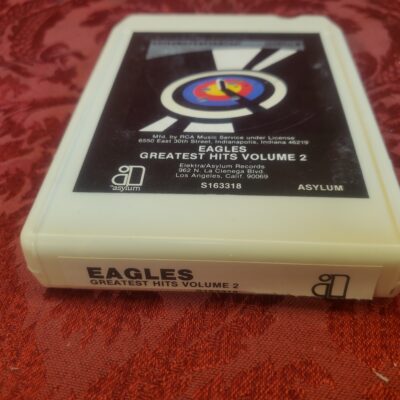 Mfd. by RCA Music Service under License
6550 East 30th Street, Indianapolis, Indiana 46219
EAGLES
GREATEST HITS VOLUME 2
Elektra/Asylum Records
962 N. La Cienega Blvd.
Los Angeles, Calif. 90069
asylum
S163318
ASYLUM
EAGLES
GREATEST HITS VOLUME 2
S163318